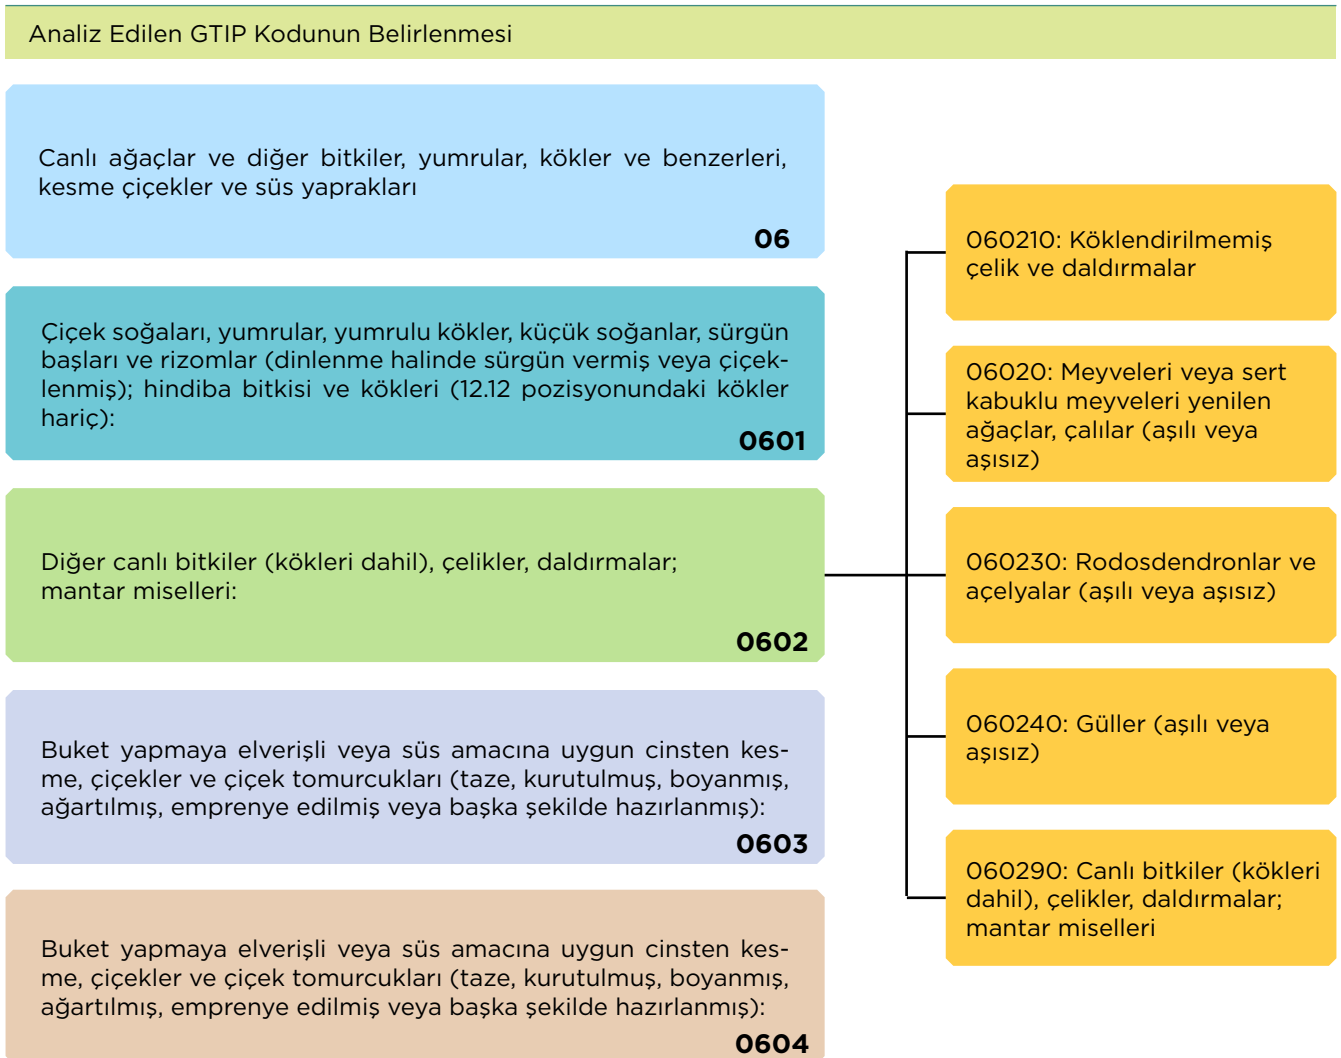 Analiz Edilen GTIP Kodunun Belirlenmesi
Canlı ağaçlar ve diğer bitkiler, yumrular, kökler ve benzerleri,
kesme çiçekler ve süs yaprakları
06
Çiçek soğaları, yumrular, yumrulu kökler, küçük soğanlar, sürgün
başları ve rizomlar (dinlenme halinde sürgün vermiş veya çiçek-
lenmiş); hindiba bitkisi ve kökleri (12.12 pozisyonundaki kökler
hariç):
0601
Diğer canlı bitkiler (kökleri dahil), çelikler, daldırmalar;
mantar miselleri:
0602
Buket yapmaya elverişli veya süs amacına uygun cinsten kes-
me, çiçekler ve çiçek tomurcukları (taze, kurutulmuş, boyanmış,
ağartılmış, emprenye edilmiş veya başka şekilde hazırlanmış):
0603
Buket yapmaya elverişli veya süs amacına uygun cinsten kes-
me, çiçekler ve çiçek tomurcukları (taze, kurutulmuş, boyanmış,
ağartılmış, emprenye edilmiş veya başka şekilde hazırlanmış):
0604
060210: Köklendirilmemiş
çelik ve daldırmalar
06020: Meyveleri veya sert
kabuklu meyveleri yenilen
ağaçlar, çalılar (aşılı veya
aşısız)
060230: Rodosdendronlar ve
açelyalar (aşılı veya aşısız)
060240: Güller (aşılı veya
aşısız)
060290: Canlı bitkiler (kökleri
dahil), çelikler, daldırmalar;
mantar miselleri